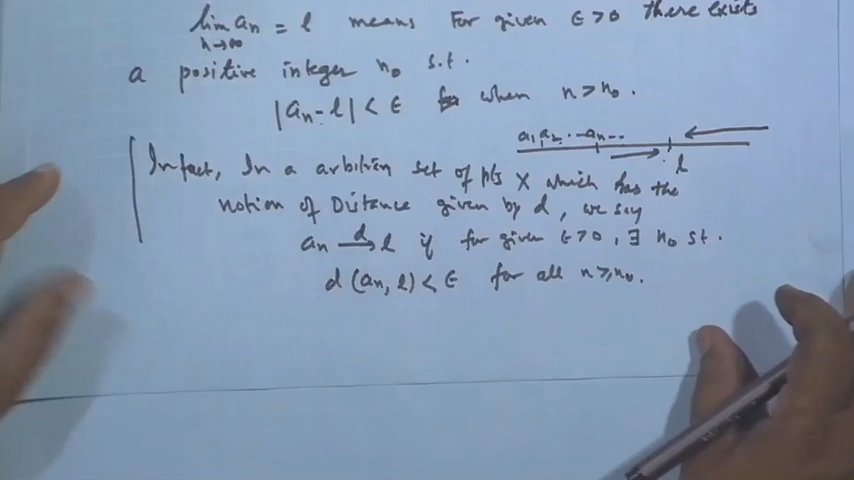 lim an = l means For given ε > 0 there exists
n→∞
a positive integer n₀ s.t.
|an - l| < ε when n > n₀.
a₁ a₂ ... an ..
l
Infact, In a arbitrary set of pts X which has the
notion of Distance given by d, we say
an →d l if for given ε > 0, ∃ n₀ st.
d (an, l) < ε for all n ≥ n₀.